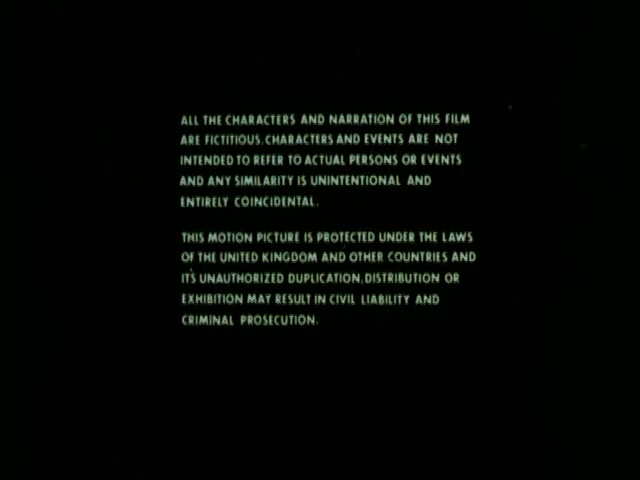 ALL THE CHARACTERS AND NARRATION OF THIS FILM
ARE FICTITIOUS. CHARACTERS AND EVENTS ARE NOT
INTENDED TO REFER TO ACTUAL PERSONS OR EVENTS
AND ANY SIMILARITY IS UNINTENTIONAL AND
ENTIRELY COINCIDENTAL.
THIS MOTION PICTURE IS PROTECTED UNDER THE LAWS
OF THE UNITED KINGDOM AND OTHER COUNTRIES AND
ITS UNAUTHORIZED DUPLICATION, DISTRIBUTION OR
EXHIBITION MAY RESULT IN CIVIL LIABILITY AND
CRIMINAL PROSECUTION.